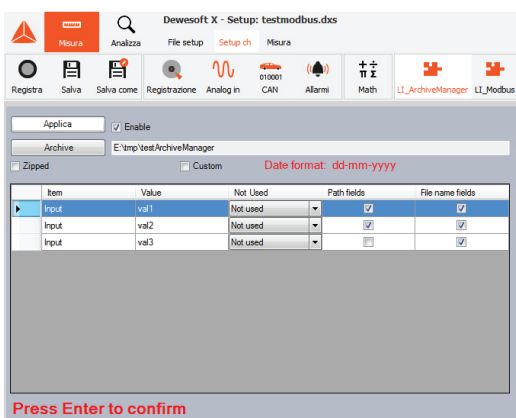 Dewesoft X - Setup: testmodbus.dxs
Misura Analizza File setup Setup ch Misura
010001
Registra Salva Salva come Registrazione Analog in CAN Allarmi Math LI_ArchiveManager LI_Modbus
Applica Enable
Archive E:\tmp\testArchiveManager
Zipped Custom Date format: dd-mm-yyyy
Item Value Not Used Path fields File name fields
Input val1 Not used
Input val2 Not used
Input val3 Not used
Press Enter to confirm